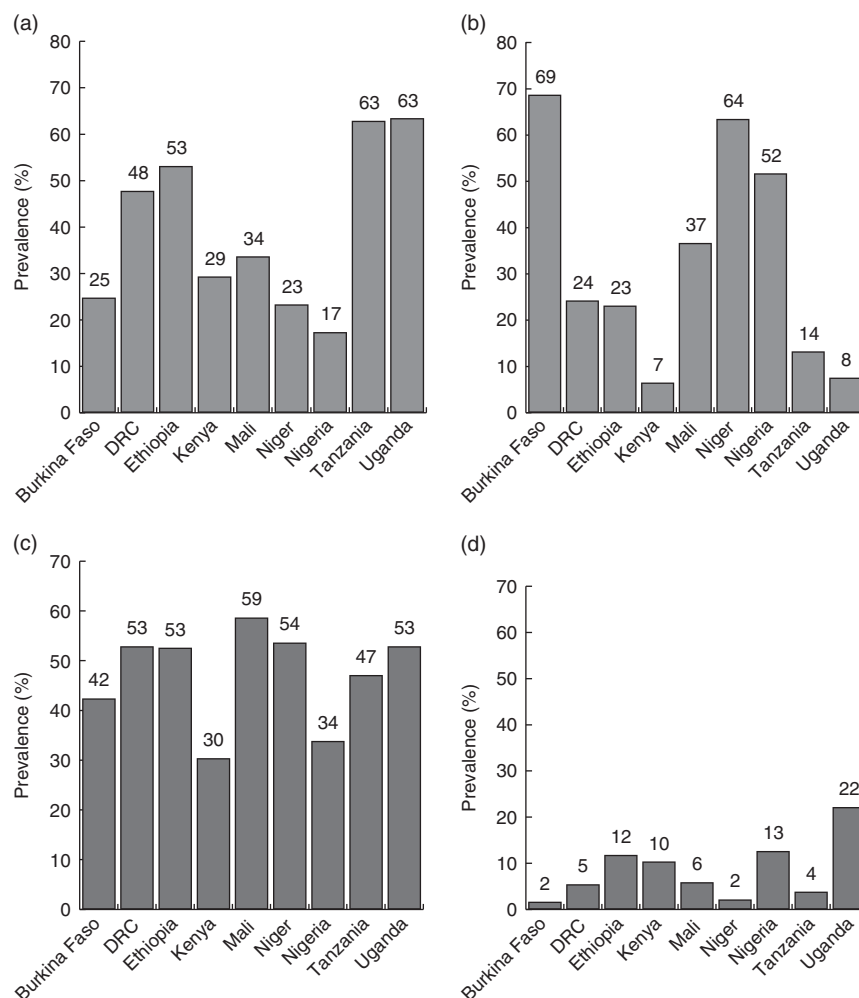 (a)
80
70
60
50
40
30
20
10
0
Prevalence (%)
25
48
53
29
34
23
17
63
63
Burkina Faso
DRC
Ethiopia
Kenya
Mali
Niger
Nigeria
Tanzania
Uganda
(b)
80
70
60
50
40
30
20
10
0
Prevalence (%)
69
24
23
7
37
64
52
14
8
Burkina Faso
DRC
Ethiopia
Kenya
Mali
Niger
Nigeria
Tanzania
Uganda
(c)
70
60
50
40
30
20
10
0
Prevalence (%)
42
53
53
30
59
54
34
47
53
Burkina Faso
DRC
Ethiopia
Kenya
Mali
Niger
Nigeria
Tanzania
Uganda
(d)
70
60
70
40
30
20
10
0
Prevalence (%)
2
5
12
10
6
2
13
4
22
Burkina Faso
DRC
Ethiopia
Kenya
Mali
Niger
Nigeria
Tanzania
Uganda